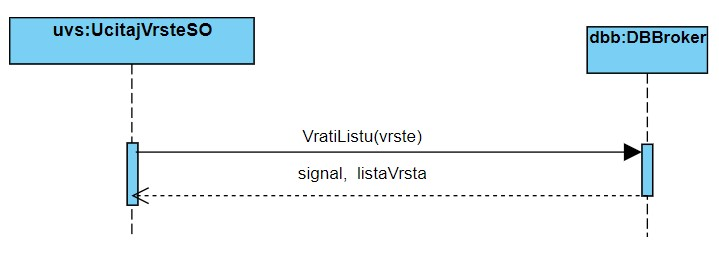 uvs:UcitajVrsteSO
dbb:DBBroker
VratiListu(vrste)
signal, listaVrsta